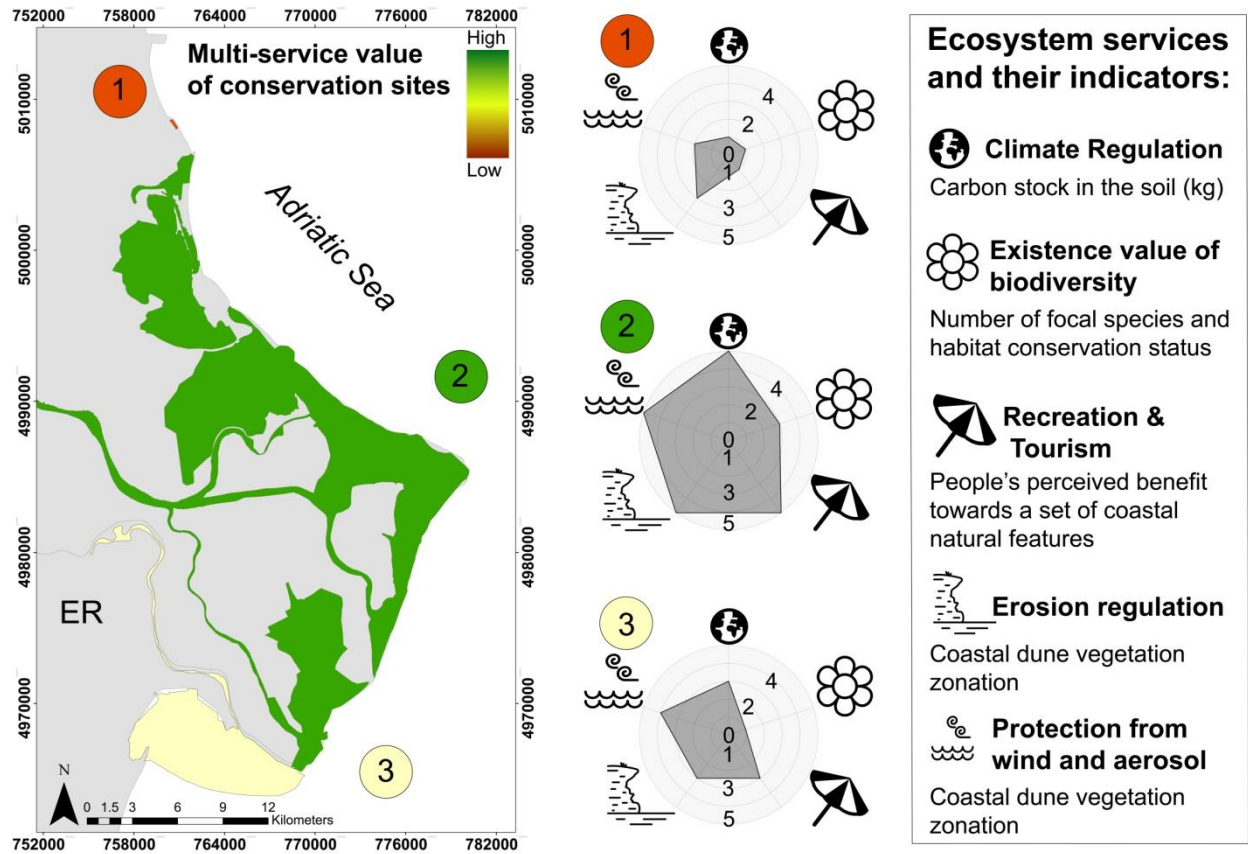 752000 758000 764000 770000 776000 782000
Multi-service value
of conservation sites
High
Low
1
Adriatic Sea
2
ER
3
N
0 1.5 3 6 9 12
Kilometers
5010000
5000000
4990000
4980000
4970000
5010000
5000000
4990000
4980000
4970000
752000 758000 764000 770000 776000 782000
1
4
2
0
1
3
5
2
4
2
0
1
3
5
3
4
2
0
1
3
5
Ecosystem services
and their indicators:
Climate Regulation
Carbon stock in the soil (kg)
Existence value of
biodiversity
Number of focal species and
habitat conservation status
Recreation &
Tourism
People's perceived benefit
towards a set of coastal
natural features
Erosion regulation
Coastal dune vegetation
zonation
Protection from
wind and aerosol
Coastal dune vegetation
zonation